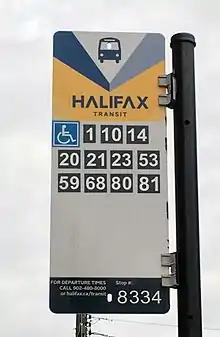 HALIFAX
TRANSIT
1 10 14
20 21 23 53
59 68 80 81
FOR DEPARTURE TIMES
CALL 902-480-8000
or halifax.ca/transit
Stop #:
8334